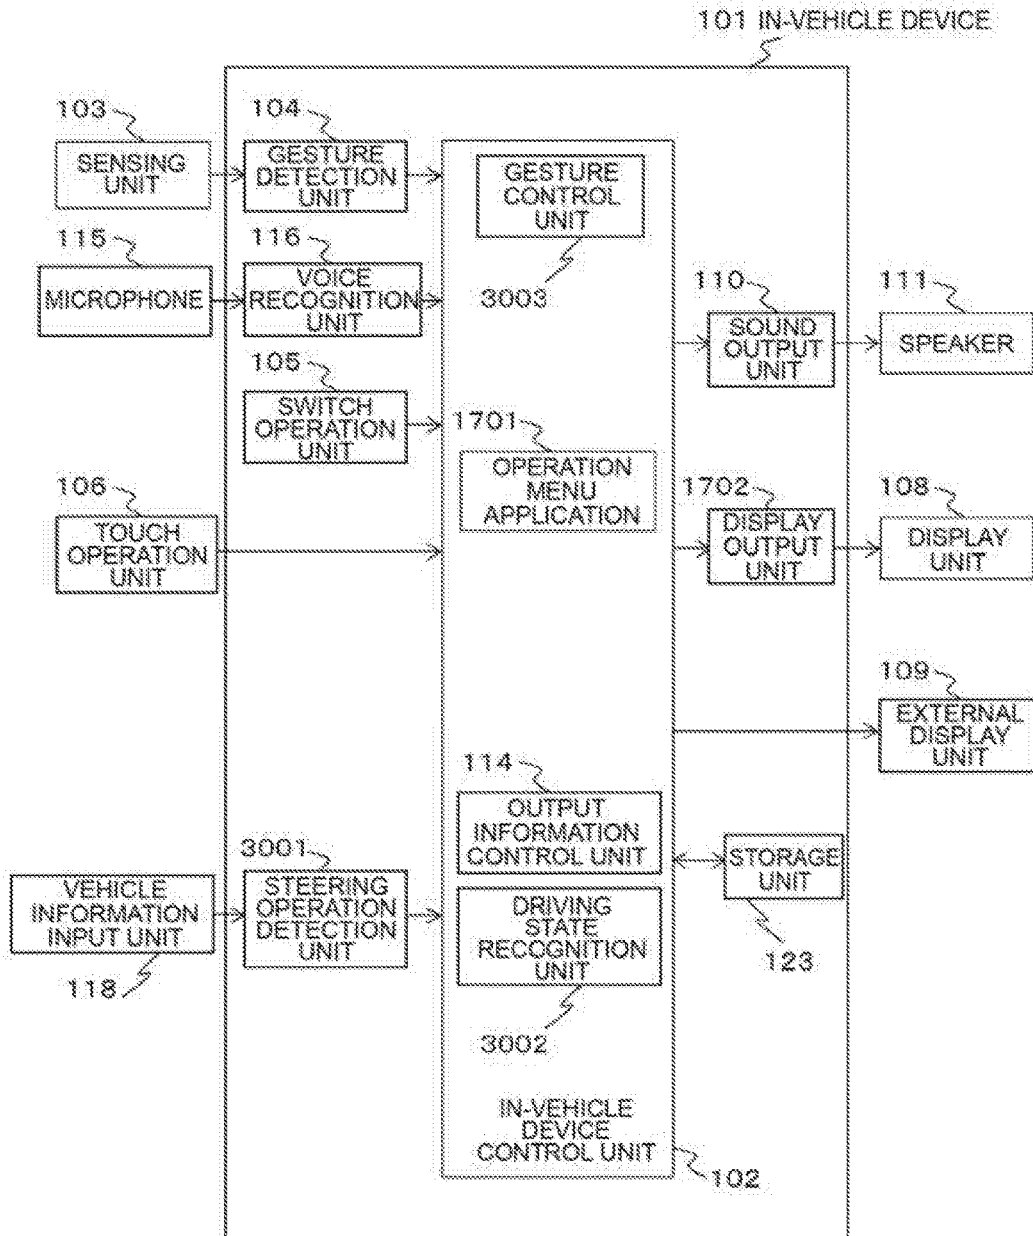 101 IN-VEHICLE DEVICE
103
SENSING
UNIT
104
GESTURE
DETECTION
UNIT
GESTURE
CONTROL
UNIT
3003
115
MICROPHONE
116
VOICE
RECOGNITION
UNIT
110
SOUND
OUTPUT
UNIT
111
SPEAKER
105
SWITCH
OPERATION
UNIT
1701
OPERATION
MENU
APPLICATION
106
TOUCH
OPERATION
UNIT
1702
DISPLAY
OUTPUT
UNIT
108
DISPLAY
UNIT
109
EXTERNAL
DISPLAY
UNIT
114
OUTPUT
INFORMATION
CONTROL UNIT
STORAGE
UNIT
123
VEHICLE
INFORMATION
INPUT UNIT
118
3001
STEERING
OPERATION
DETECTION
UNIT
DRIVING
STATE
RECOGNITION
UNIT
3002
IN-VEHICLE
DEVICE
CONTROL UNIT
102